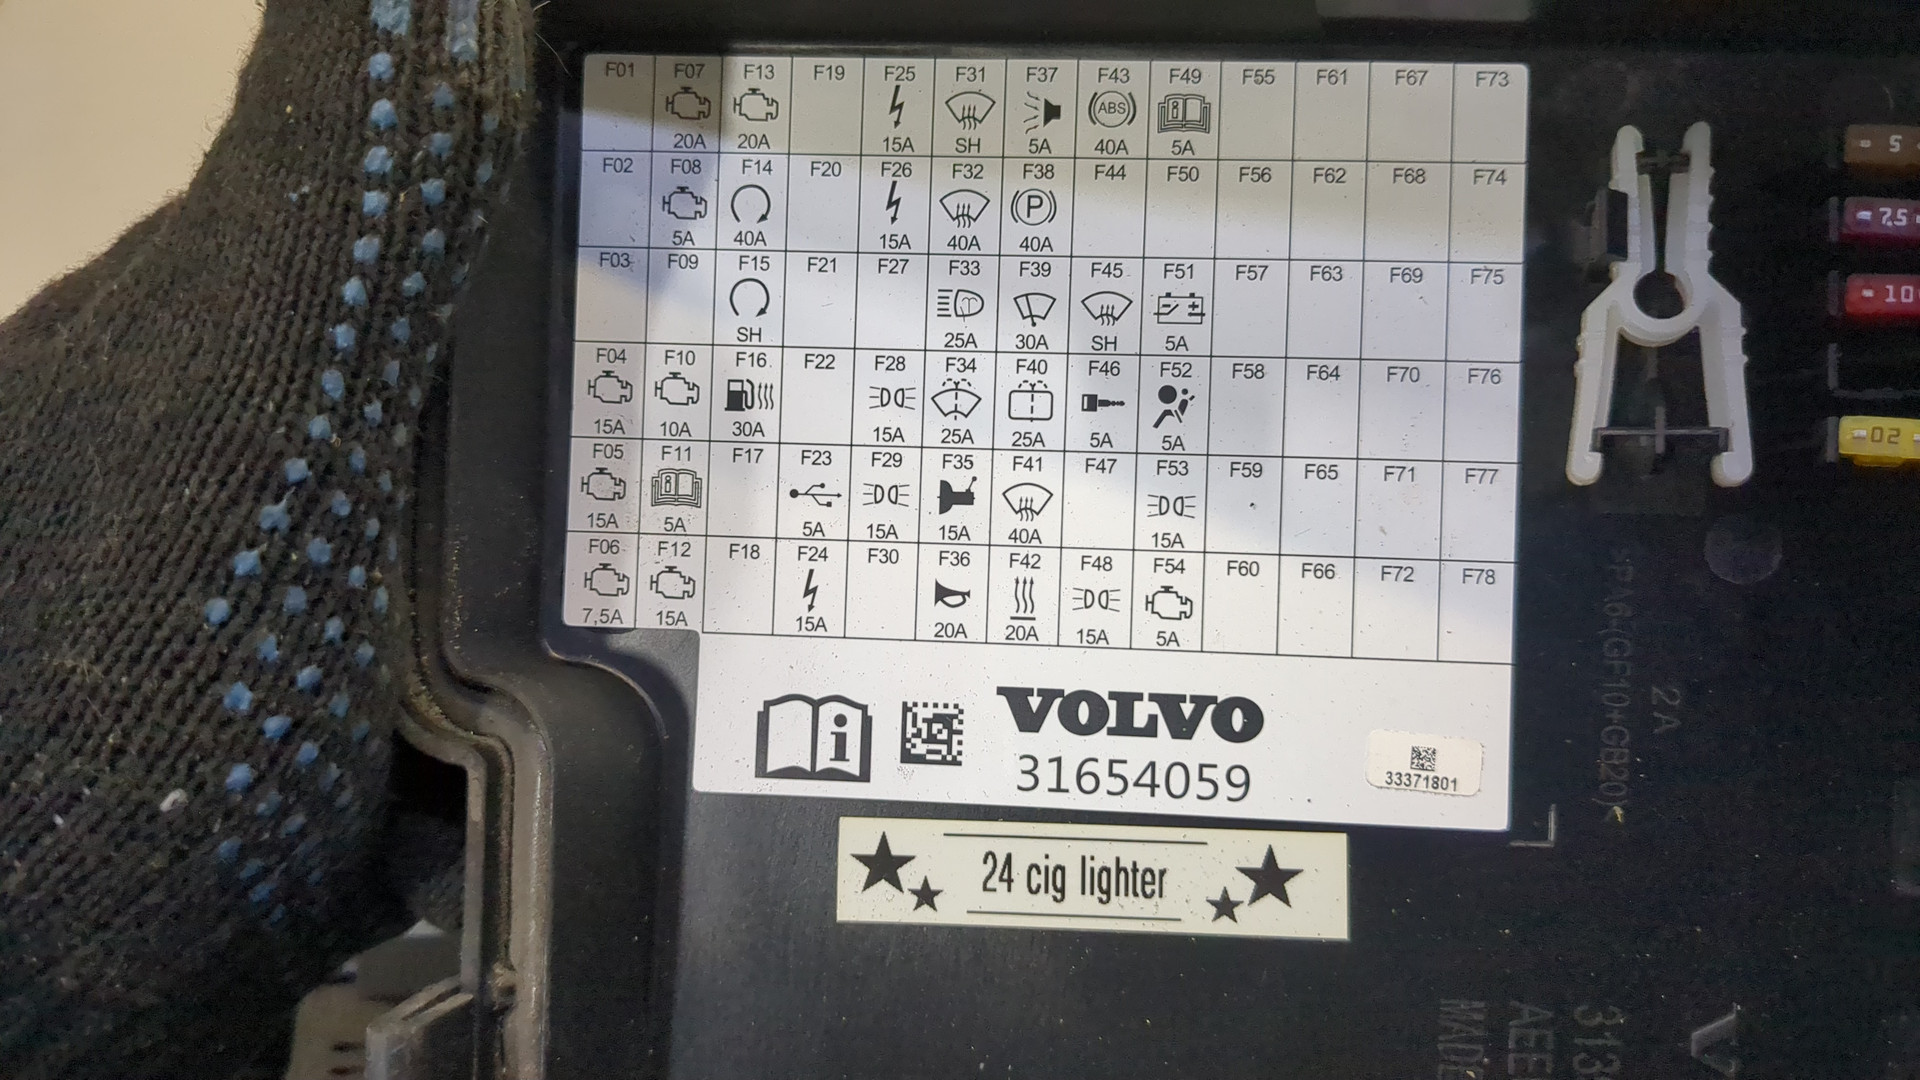 F01 F07 F13 F19 F25 F31 F37 F43 F49 F55 F61 F67 F73
ABS
20A 20A 15A SH 5A 40A 5A
F02 F08 F14 F20 F26 F32 F38 F44 F50 F56 F62 F68 F74
P
5A 40A 15A 40A 40A
F03 F09 F15 F21 F27 F33 F39 F45 F51 F57 F63 F69 F75
SH 25A 30A SH 5A
F04 F10 F16 F22 F28 F34 F40 F46 F52 F58 F64 F70 F76
15A 10A 30A 15A 25A 25A 5A 5A
F05 F11 F17 F23 F29 F35 F41 F47 F53 F59 F65 F71 F77
15A 5A 5A 15A 15A 40A 15A
F06 F12 F18 F24 F30 F36 F42 F48 F54 F60 F66 F72 F78
7,5A 15A 15A 20A 20A 15A 5A
VOLVO
31654059
33371801
24 cig lighter
5
7.5
10
20
2A